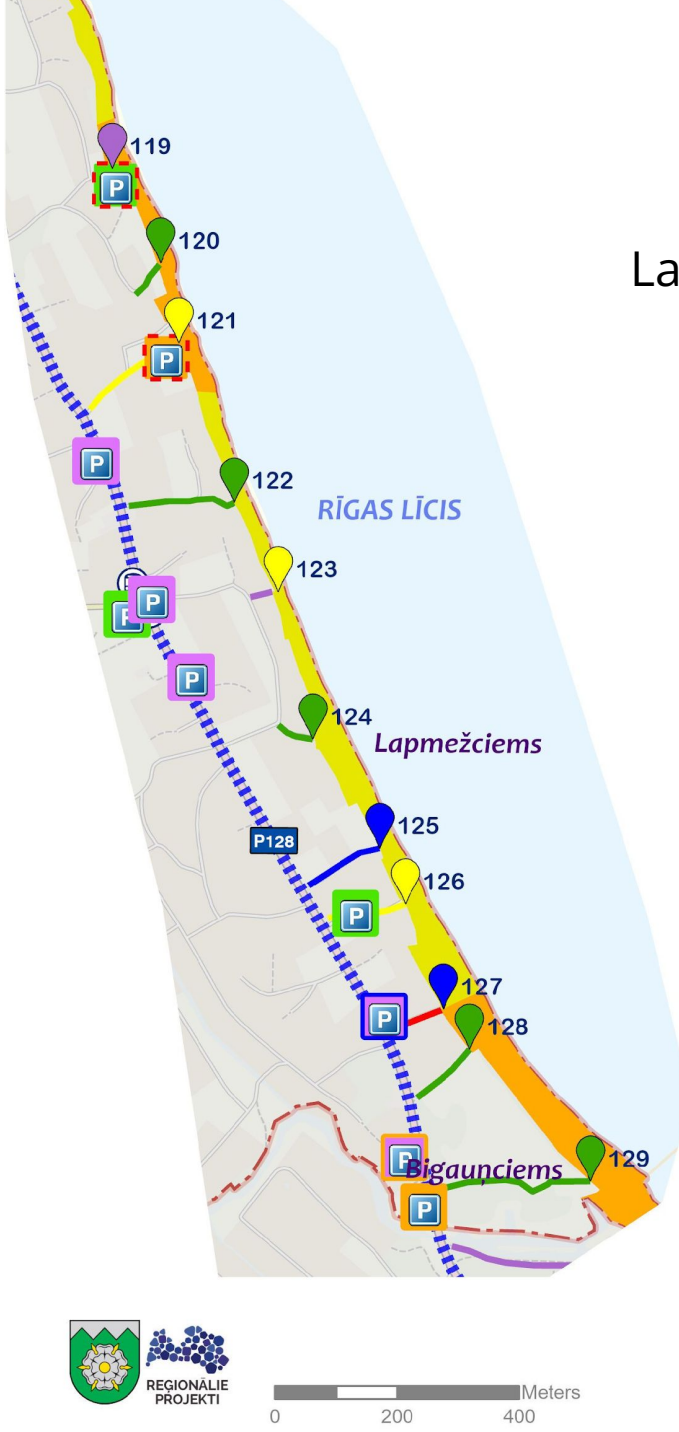 119
P
120
La
121
P
P
122
RĪGAS LĪCIS
123
P
P
P
124
Lapmežciems
125
P128
126
P
127
P
128
P
Bigauņciems
129
P
REĢIONĀLIE
PROJEKTI
Meters
0 200 400